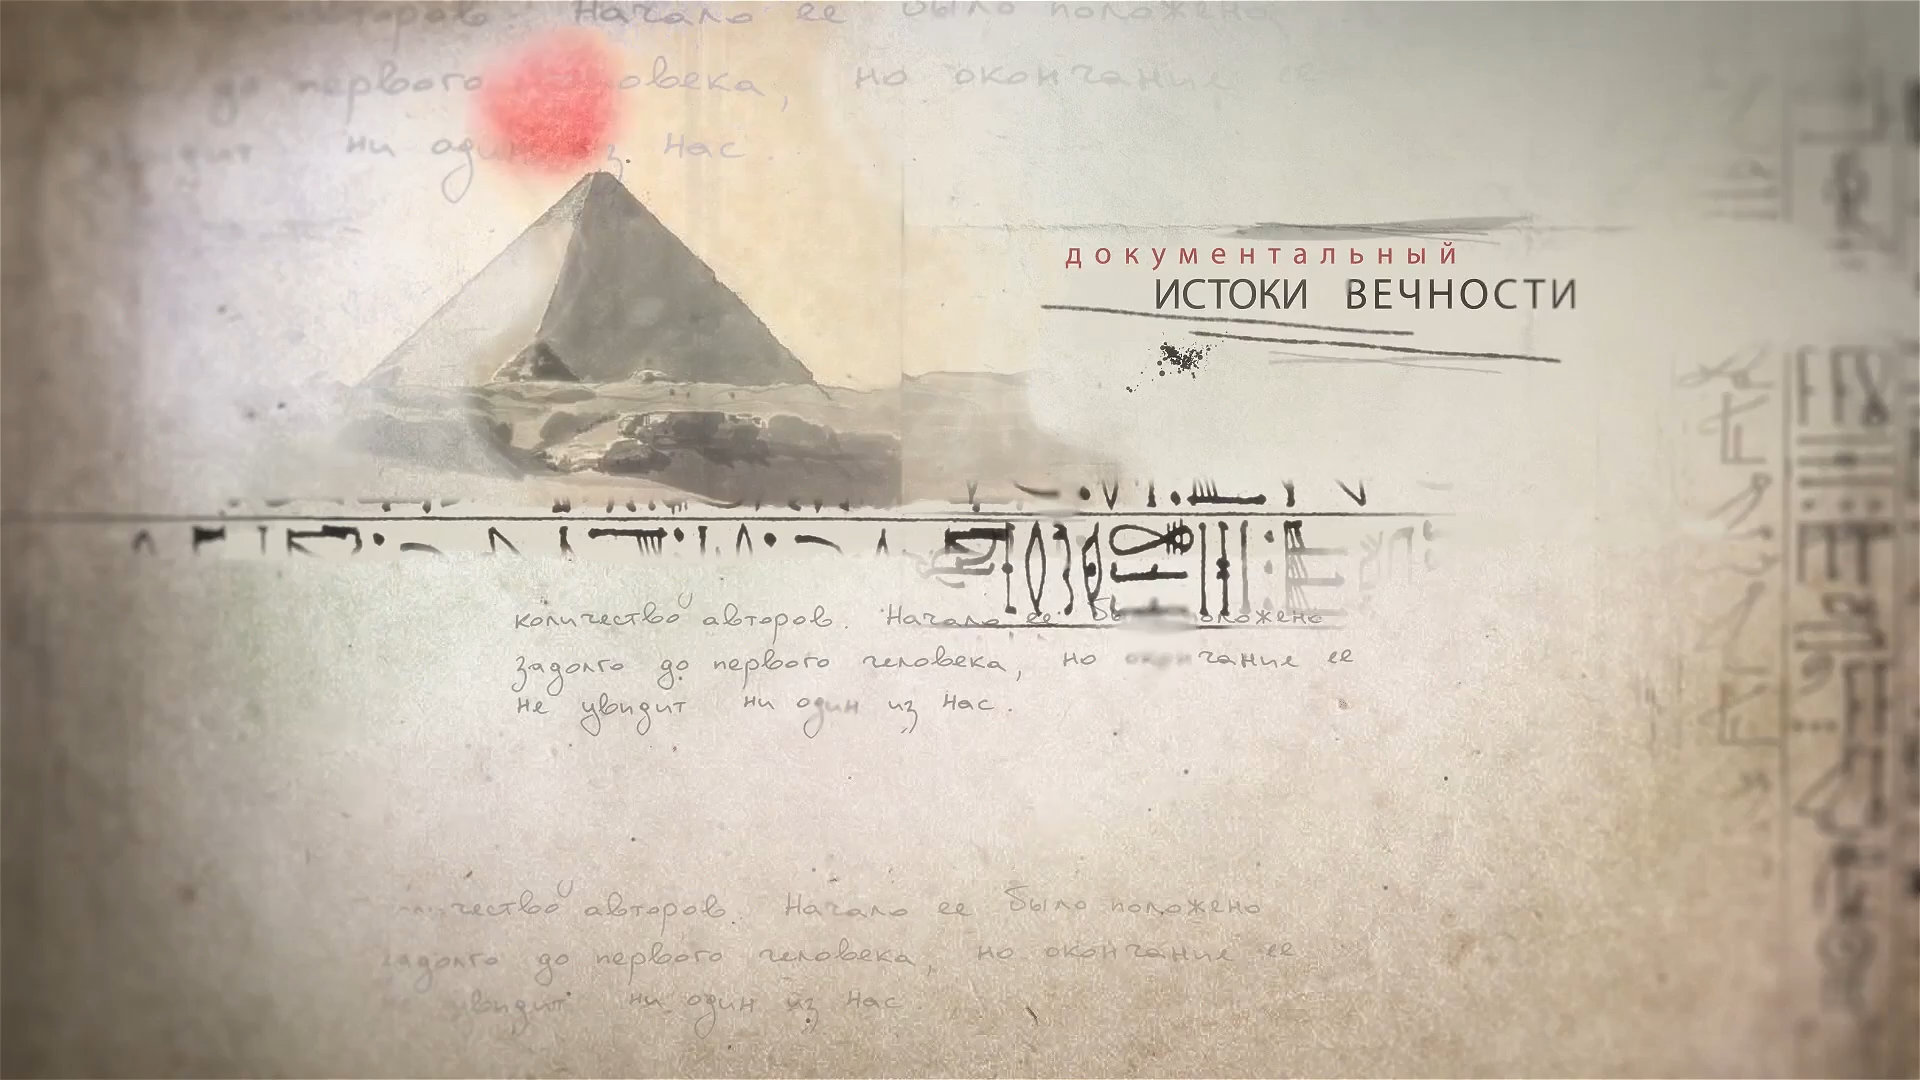 авторов. Начало ее было положено
до первого человека, но окончание ее
увидит ни один из нас.
документальный
ИСТОКИ ВЕЧНОСТИ
количество авторов. Начало ее положено
задолго до первого человека, но окончание ее
не увидит ни один из нас.
авторов. Начало ее было положено
задолго до первого человека, но окончание ее
не увидит ни один из нас.